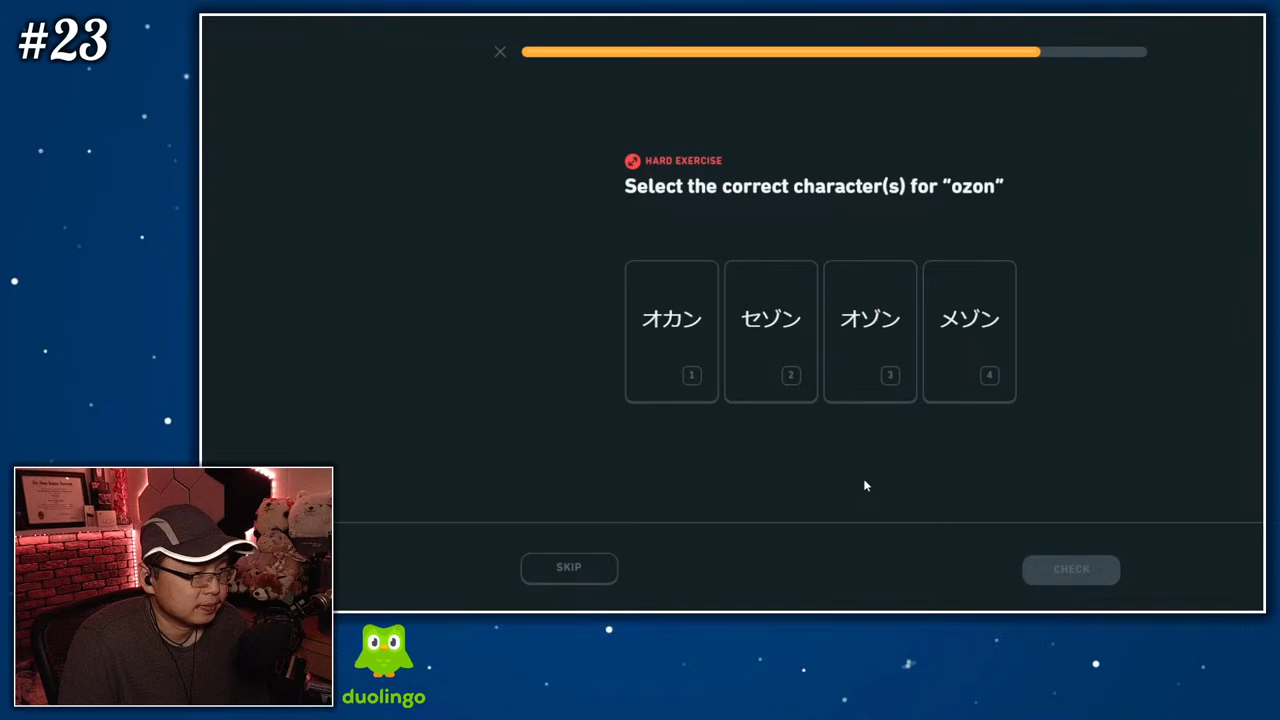 #23
HARD EXERCISE
Select the correct character(s) for "ozon"
オカン
セゾン
オゾン
メゾン
1
2
3
4
SKIP
CHECK
duolingo